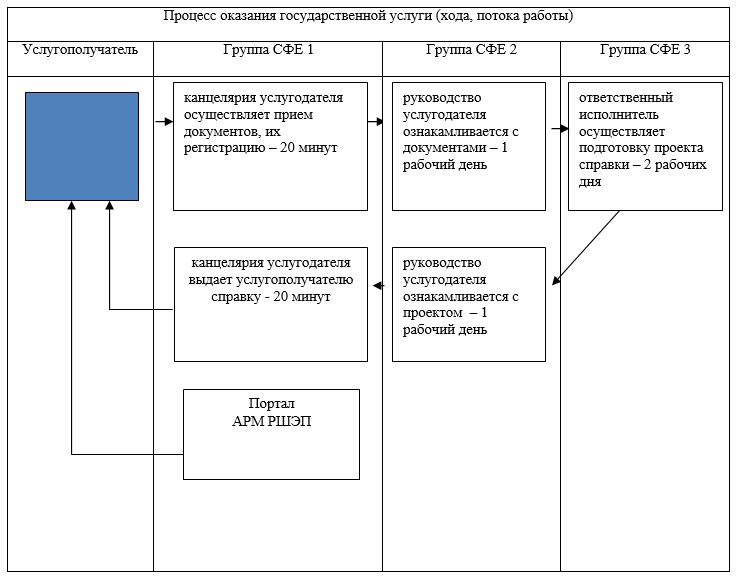 Процесс оказания государственной услуги (хода, потока работы)
Услугополучатель
Группа СФЕ 1
Группа СФЕ 2
Группа СФЕ 3
канцелярия услугодателя
осуществляет прием
документов, их
регистрацию – 20 минут
руководство
услугодателя
ознакамливается с
документами – 1
рабочий день
ответственный
исполнитель
осуществляет
подготовку проекта
справки – 2 рабочих
дня
канцелярия услугодателя
выдает услугополучателю
справку - 20 минут
руководство
услугодателя
ознакамливается с
проектом – 1
рабочий день
Портал
АРМ РШЭП